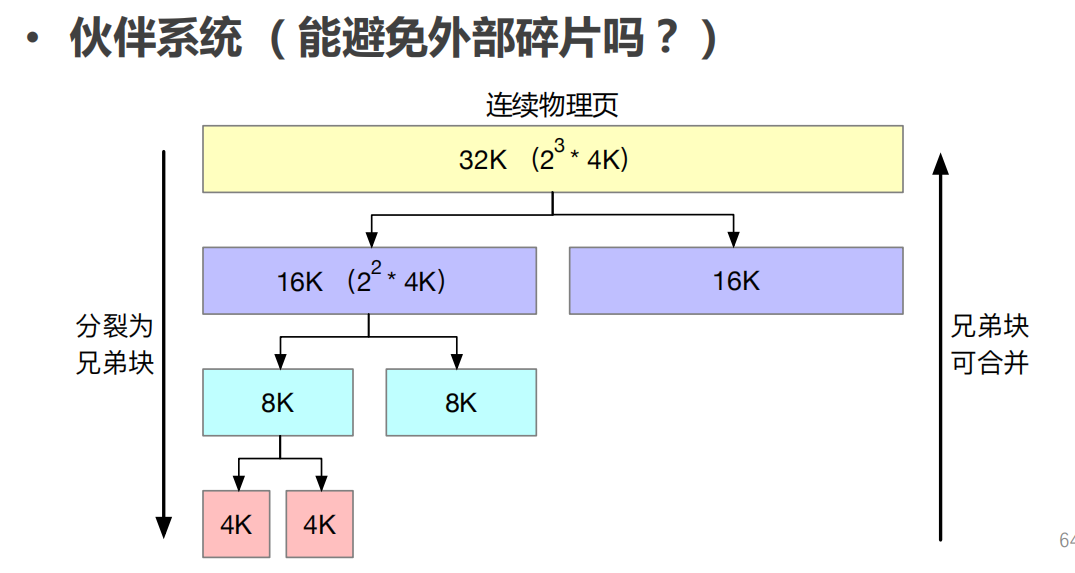 • 伙伴系统（能避免外部碎片吗？）
连续物理页
32K （2^3 * 4K）
16K （2^2 * 4K）
16K
分裂为
兄弟块
兄弟块
可合并
8K
8K
4K
4K
64